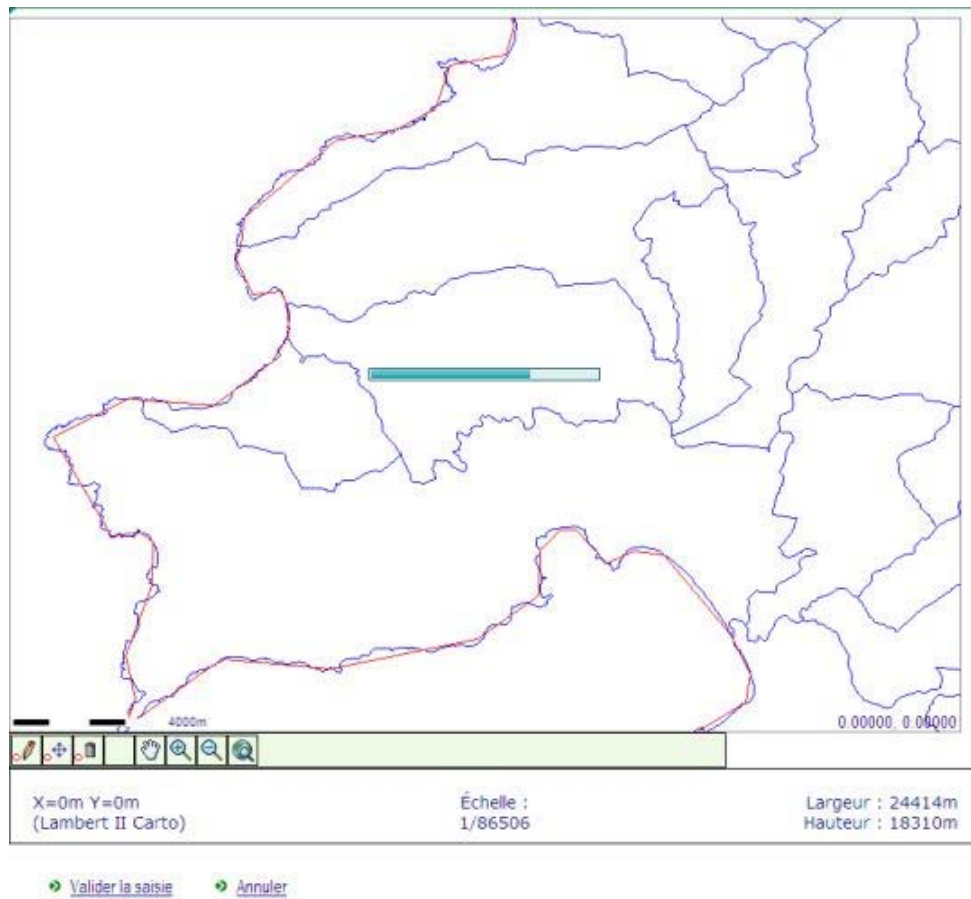 4000m
0.00000, 0.00000
X=0m Y=0m
(Lambert II Carto)
Échelle :
1/86506
Largeur : 24414m
Hauteur : 18310m
Valider la saisie
Annuler